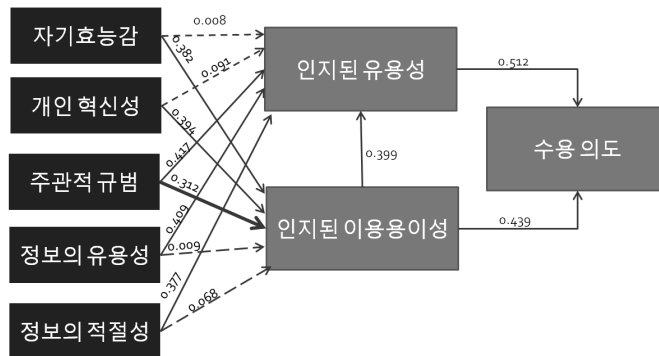 자기효능감
개인 혁신성
주관적 규범
정보의 유용성
정보의 적절성
0.008
0.382
0.091
0.394
0.417
0.312
0.409
0.009
0.377
0.068
인지된 유용성
0.399
인지된 이용용이성
0.512
0.439
수용 의도